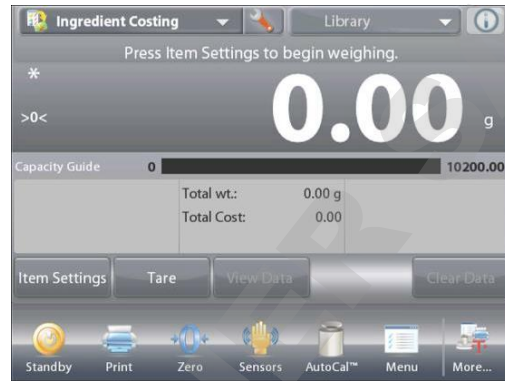 Ingredient Costing
Library
Press Item Settings to begin weighing.
*
>0<
0.00 g
Capacity Guide 0 10200.00
Total wt.: 0.00 g
Total Cost: 0.00
Item Settings Tare View Data Clear Data
Standby Print Zero Sensors AutoCal™ Menu More...